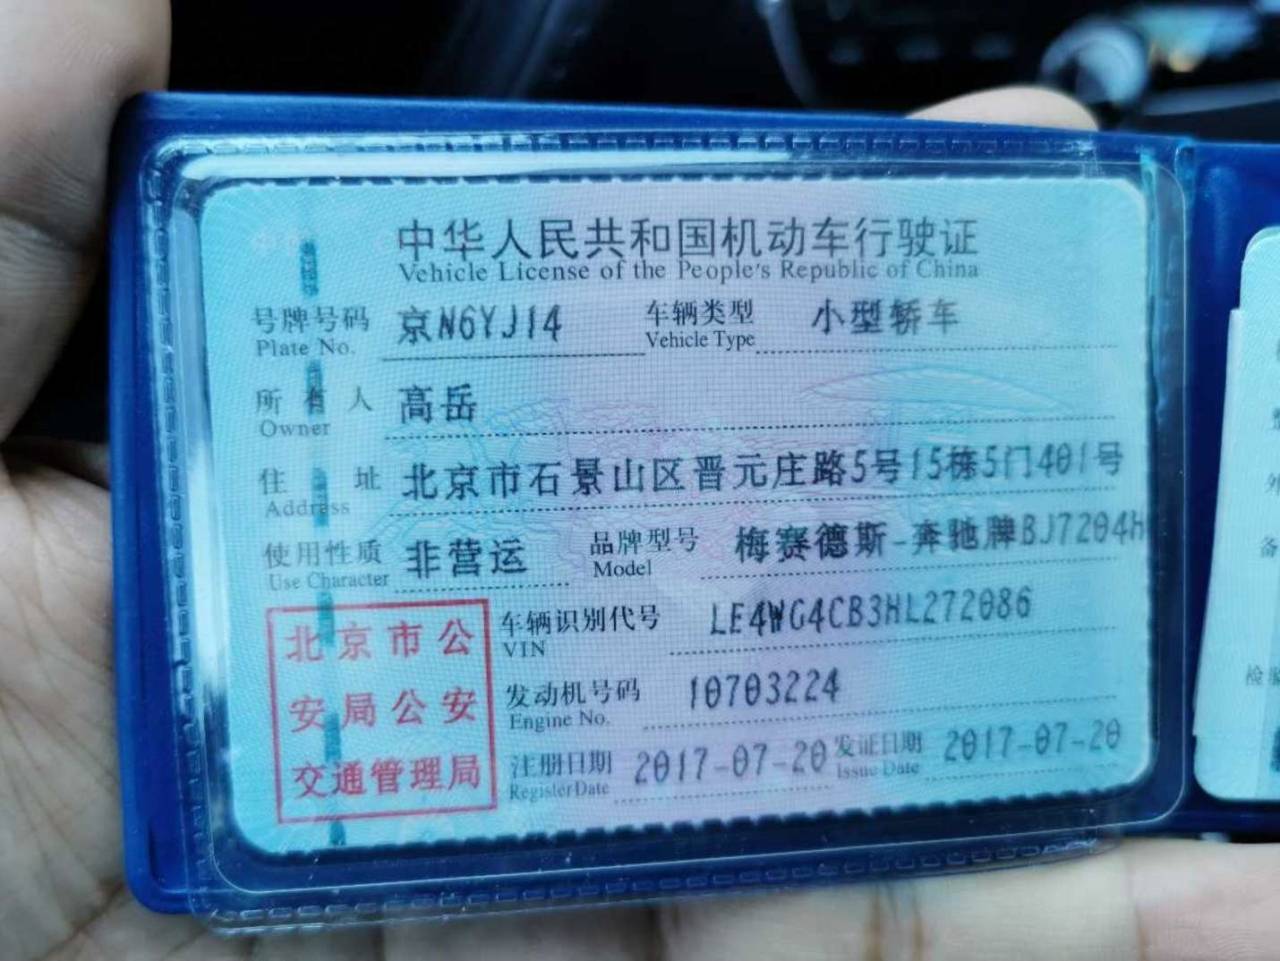 中华人民共和国机动车行驶证
Vehicle License of the People's Republic of China
号牌号码 京N6YJ14 车辆类型 小型轿车
Plate No. Vehicle Type
所有人 高岳
Owner
住址 北京市石景山区晋元庄路5号15栋5门401号
Address
使用性质 非营运 品牌型号 梅赛德斯-奔驰牌BJ7204H
Use Character Model
车辆识别代号 LE4WG4CB3HL272086
VIN
发动机号码 10703224
Engine No.
注册日期 2017-07-20 发证日期 2017-07-20
Register Date Issue Date
北京市公
安局公安
交通管理局